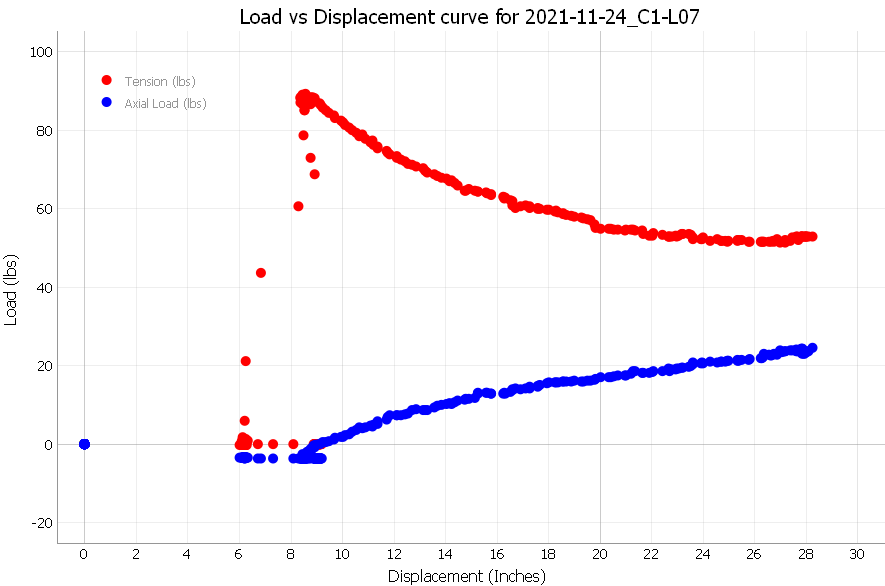 Load vs Displacement curve for 2021-11-24_C1-L07
100
80
60
40
20
0
-20
Load (lbs)
Tension (lbs)
Axial Load (lbs)
0 2 4 6 8 10 12 14 16 18 20 22 24 26 28 30
Displacement (Inches)